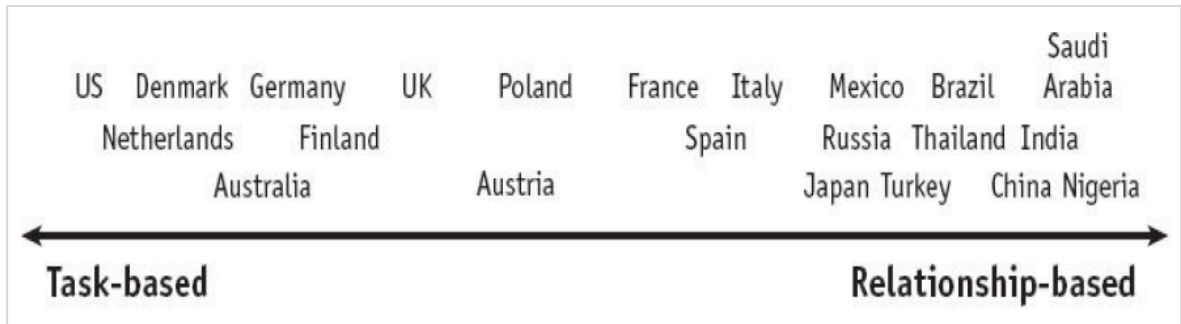 Saudi
US Denmark Germany UK Poland France Italy Mexico Brazil Arabia
Netherlands Finland Spain Russia Thailand India
Australia Austria Japan Turkey China Nigeria
Task-based Relationship-based